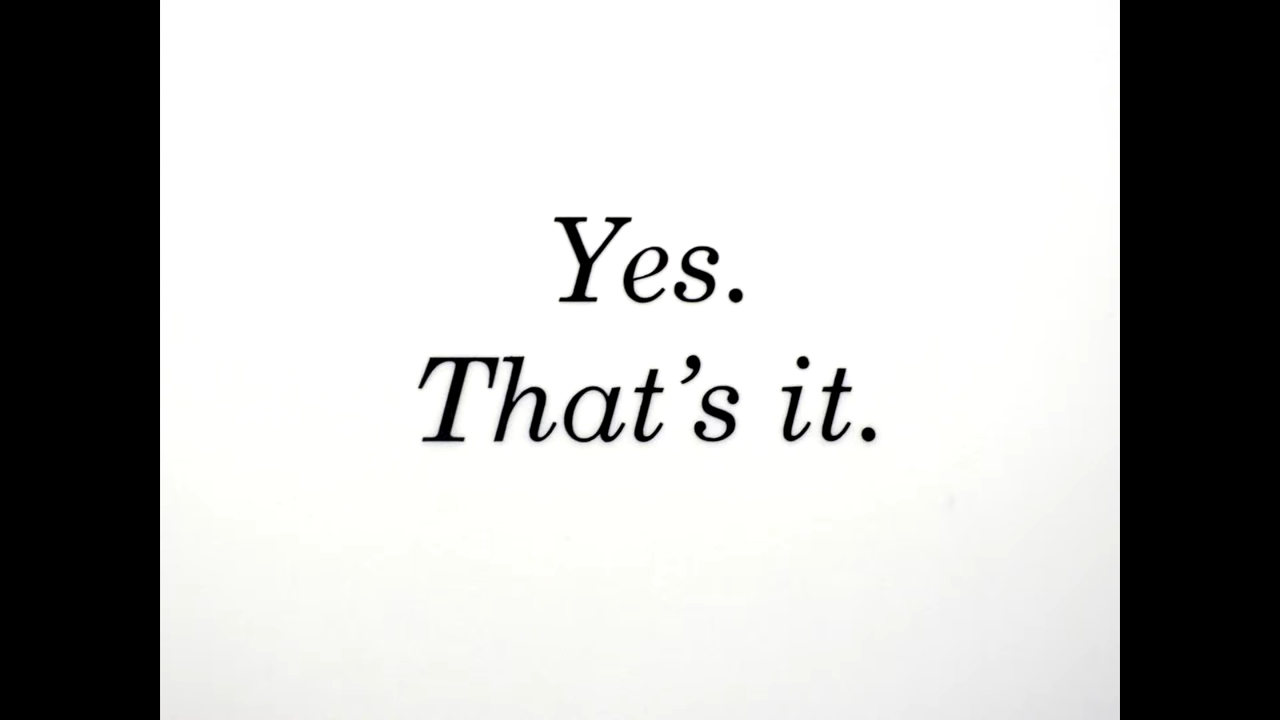 Yes.
That’s it.